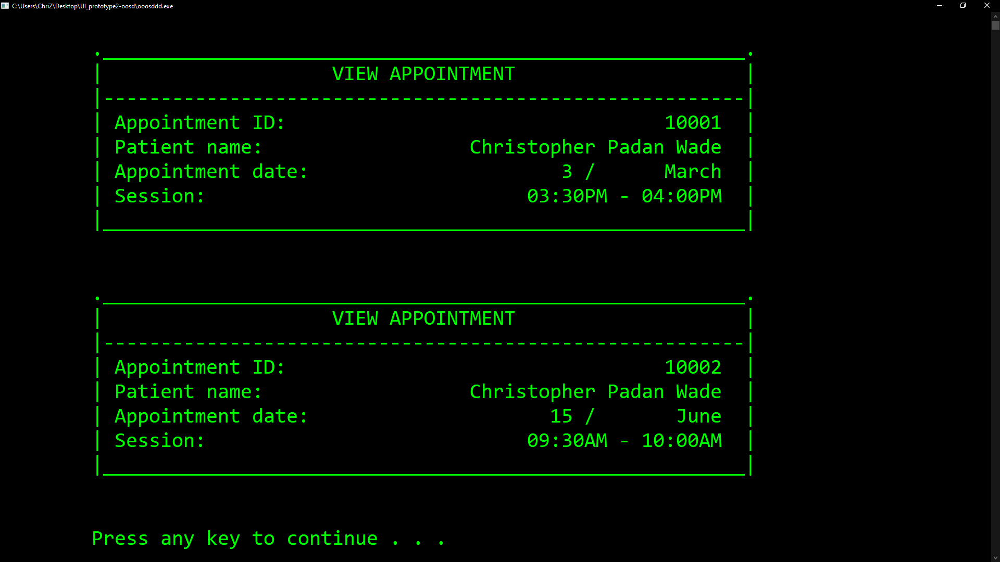 C:\Users\ChriZ\Desktop\UI_prototype2-oosd\ooosddd.exe
VIEW APPOINTMENT
Appointment ID: 10001
Patient name: Christopher Padan Wade
Appointment date: 3 / March
Session: 03:30PM - 04:00PM
VIEW APPOINTMENT
Appointment ID: 10002
Patient name: Christopher Padan Wade
Appointment date: 15 / June
Session: 09:30AM - 10:00AM
Press any key to continue . . .